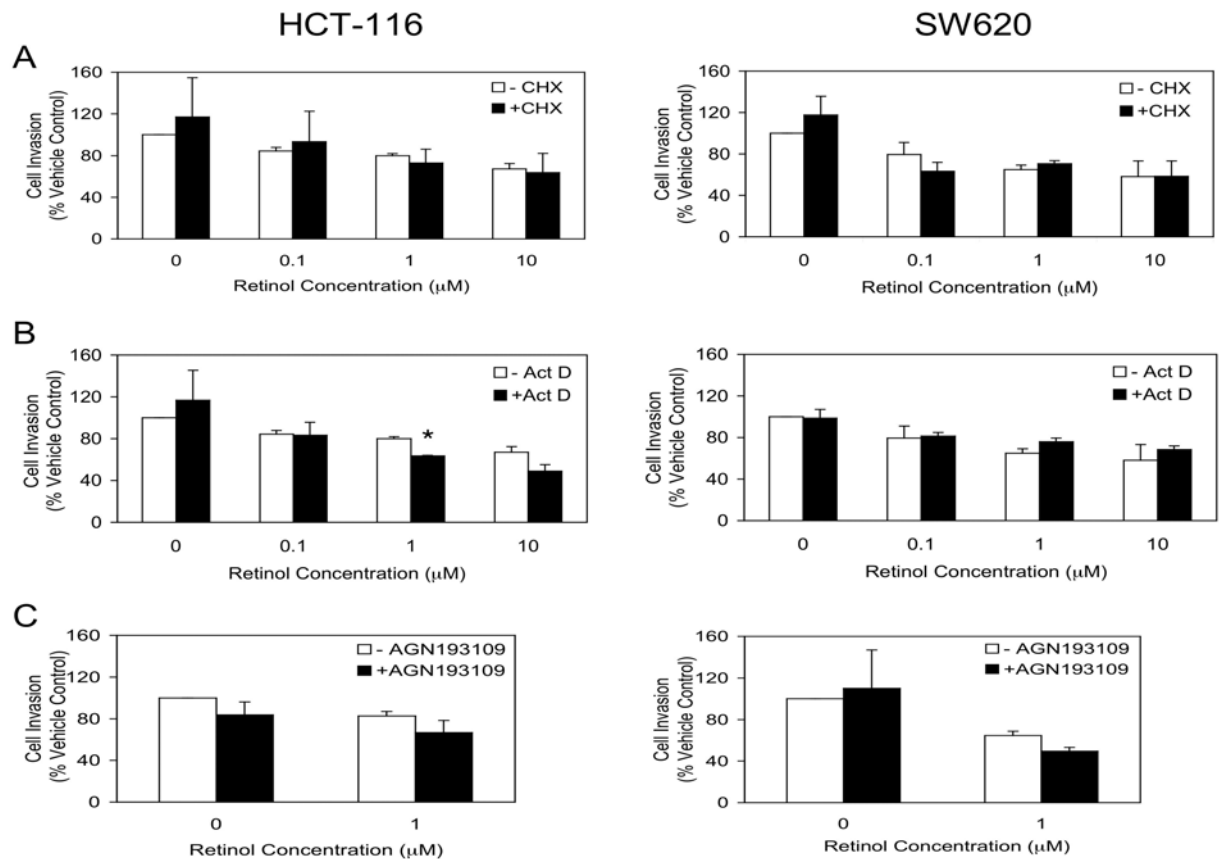 HCT-116
SW620
A
160
120
80
40
0
Cell Invasion
(% Vehicle Control)
- CHX
+CHX
0 0.1 1 10
Retinol Concentration (μM)
160
120
80
40
0
Cell Invasion
(% Vehicle Control)
- CHX
+CHX
0 0.1 1 10
Retinol Concentration (μM)
B
160
120
80
40
0
Cell Invasion
(% Vehicle Control)
- Act D
+Act D
*
0 0.1 1 10
Retinol Concentration (μM)
160
120
80
40
0
Cell Invasion
(% Vehicle Control)
- Act D
+Act D
0 0.1 1 10
Retinol Concentration (μM)
C
160
120
80
40
0
Cell Invasion
(% Vehicle Control)
- AGN193109
+AGN193109
0 1
Retinol Concentration (μM)
160
120
80
40
0
Cell Invasion
(% Vehicle Control)
- AGN193109
+AGN193109
0 1
Retinol Concentration (μM)